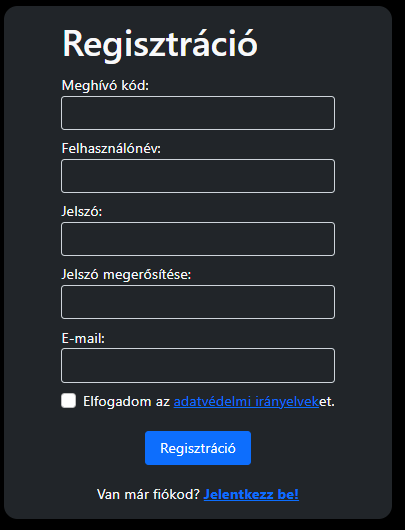 Regisztráció
Meghívó kód:
Felhasználónév:
Jelszó:
Jelszó megerősítése:
E-mail:
Elfogadom az adatvédelmi irányelveket.
Regisztráció
Van már fiókod? Jelentkezz be!